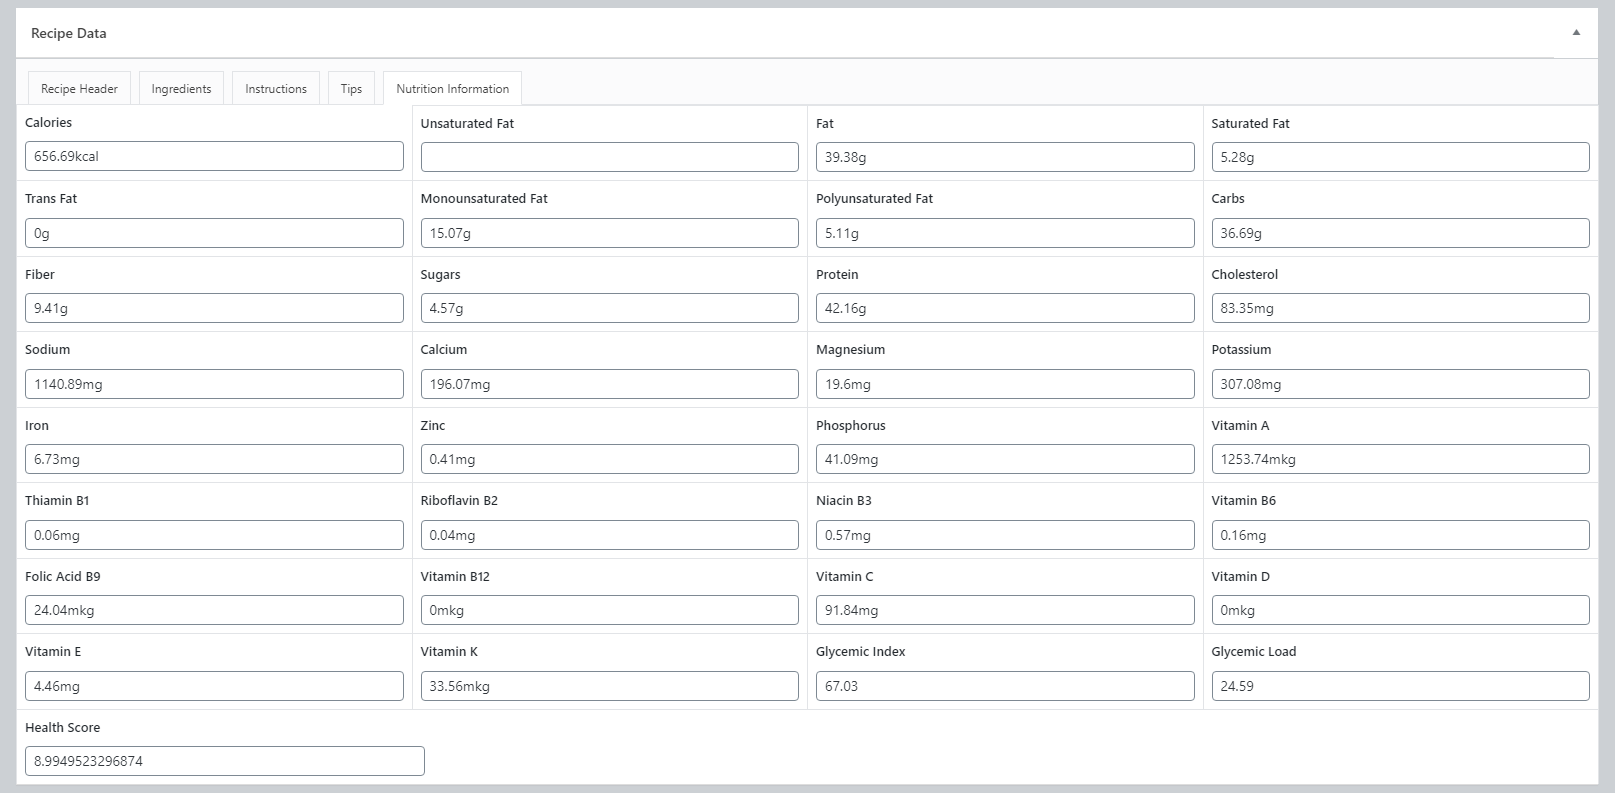 Recipe Data
Recipe Header Ingredients Instructions Tips Nutrition Information
Calories Unsaturated Fat Fat Saturated Fat
656.69kcal 39.38g 5.28g
Trans Fat Monounsaturated Fat Polyunsaturated Fat Carbs
0g 15.07g 5.11g 36.69g
Fiber Sugars Protein Cholesterol
9.41g 4.57g 42.16g 83.35mg
Sodium Calcium Magnesium Potassium
1140.89mg 196.07mg 19.6mg 307.08mg
Iron Zinc Phosphorus Vitamin A
6.73mg 0.41mg 41.09mg 1253.74mkg
Thiamin B1 Riboflavin B2 Niacin B3 Vitamin B6
0.06mg 0.04mg 0.57mg 0.16mg
Folic Acid B9 Vitamin B12 Vitamin C Vitamin D
24.04mkg 0mkg 91.84mg 0mkg
Vitamin E Vitamin K Glycemic Index Glycemic Load
4.46mg 33.56mkg 67.03 24.59
Health Score
8.9949523296874